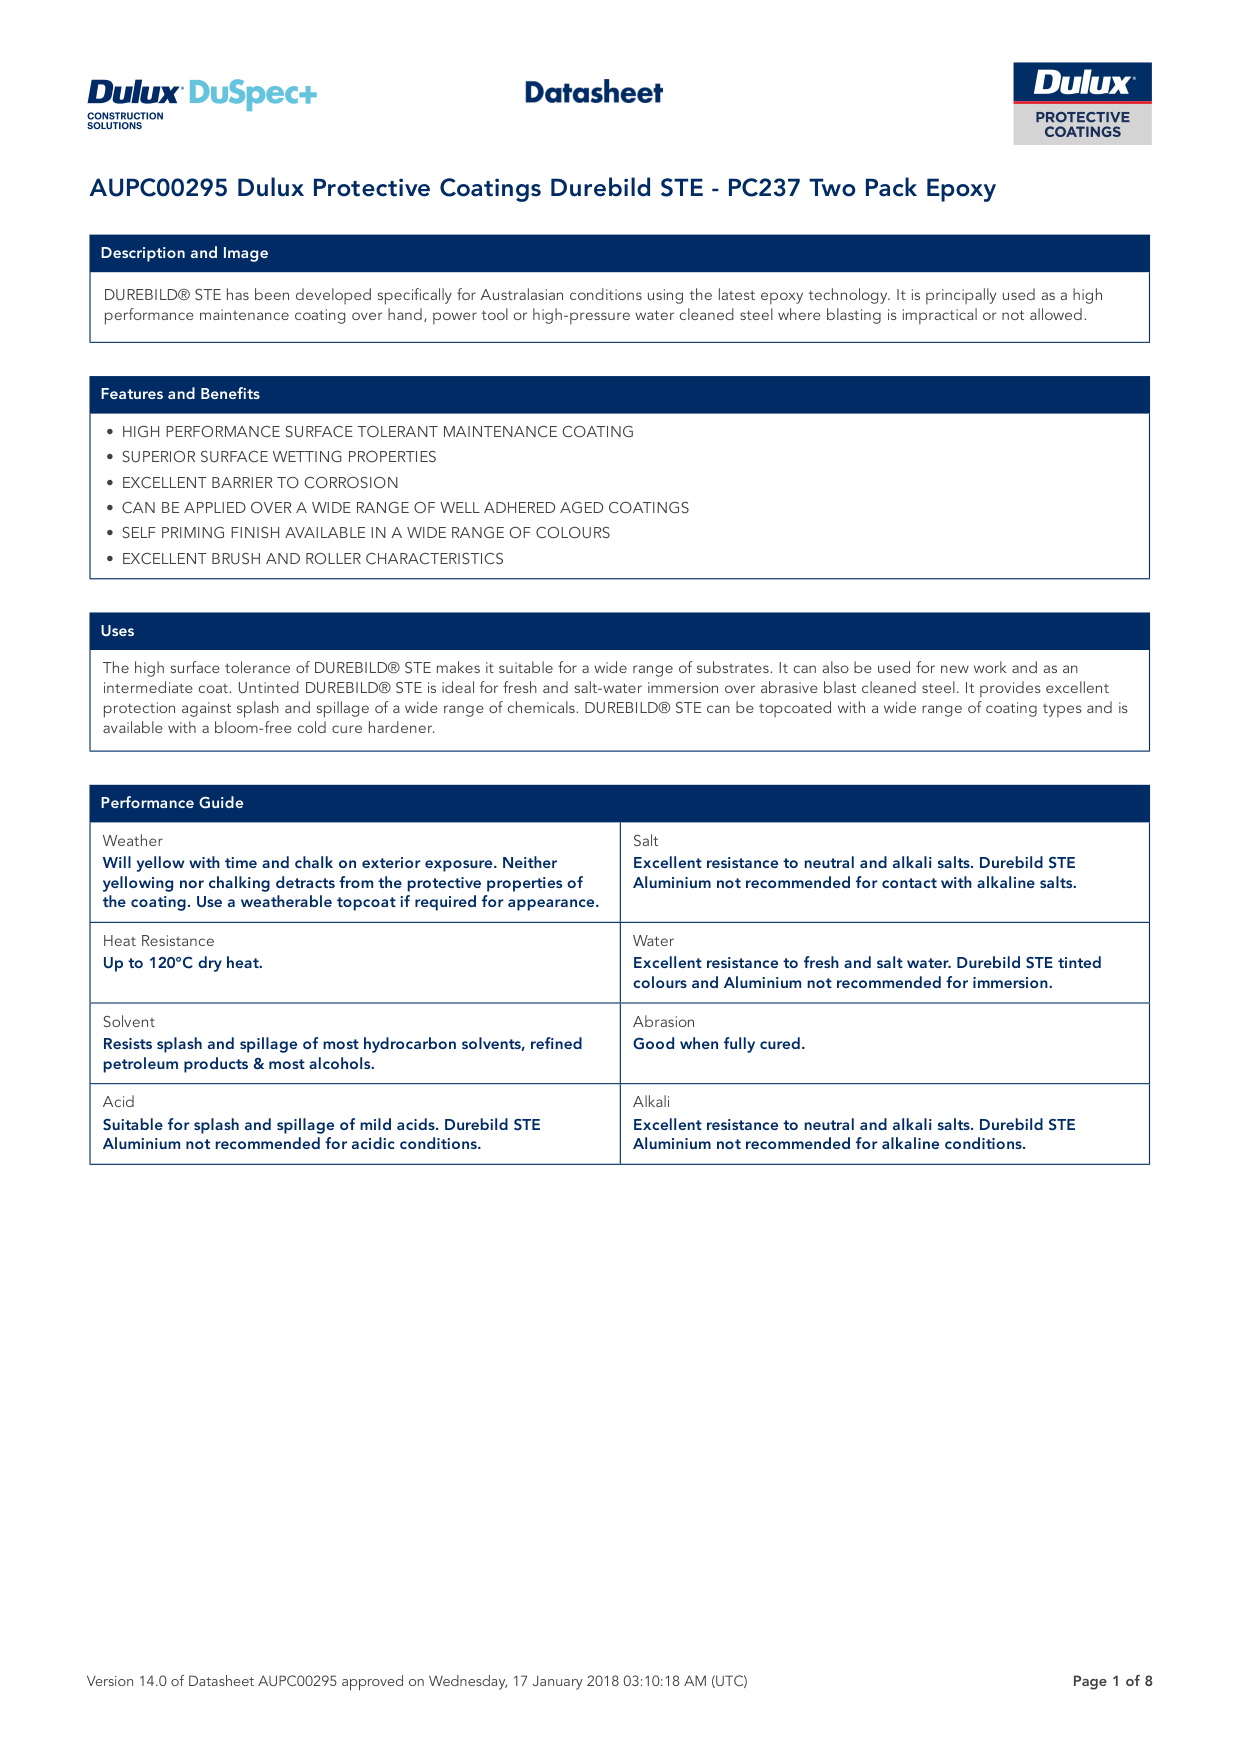 Dulux DuSpec+
CONSTRUCTION
SOLUTIONS
Datasheet
Dulux®
PROTECTIVE
COATINGS
AUPC00295 Dulux Protective Coatings Durebild STE - PC237 Two Pack Epoxy
Description and Image
DUREBILD® STE has been developed specifically for Australasian conditions using the latest epoxy technology. It is principally used as a high
performance maintenance coating over hand, power tool or high-pressure water cleaned steel where blasting is impractical or not allowed.
Features and Benefits
• HIGH PERFORMANCE SURFACE TOLERANT MAINTENANCE COATING
• SUPERIOR SURFACE WETTING PROPERTIES
• EXCELLENT BARRIER TO CORROSION
• CAN BE APPLIED OVER A WIDE RANGE OF WELL ADHERED AGED COATINGS
• SELF PRIMING FINISH AVAILABLE IN A WIDE RANGE OF COLOURS
• EXCELLENT BRUSH AND ROLLER CHARACTERISTICS
Uses
The high surface tolerance of DUREBILD® STE makes it suitable for a wide range of substrates. It can also be used for new work and as an
intermediate coat. Untinted DUREBILD® STE is ideal for fresh and salt-water immersion over abrasive blast cleaned steel. It provides excellent
protection against splash and spillage of a wide range of chemicals. DUREBILD® STE can be topcoated with a wide range of coating types and is
available with a bloom-free cold cure hardener.
Performance Guide
Weather
Will yellow with time and chalk on exterior exposure. Neither
yellowing nor chalking detracts from the protective properties of
the coating. Use a weatherable topcoat if required for appearance.
Salt
Excellent resistance to neutral and alkali salts. Durebild STE
Aluminium not recommended for contact with alkaline salts.
Heat Resistance
Up to 120°C dry heat.
Water
Excellent resistance to fresh and salt water. Durebild STE tinted
colours and Aluminium not recommended for immersion.
Solvent
Resists splash and spillage of most hydrocarbon solvents, refined
petroleum products & most alcohols.
Abrasion
Good when fully cured.
Acid
Suitable for splash and spillage of mild acids. Durebild STE
Aluminium not recommended for acidic conditions.
Alkali
Excellent resistance to neutral and alkali salts. Durebild STE
Aluminium not recommended for alkaline conditions.
Version 14.0 of Datasheet AUPC00295 approved on Wednesday, 17 January 2018 03:10:18 AM (UTC)
Page 1 of 8